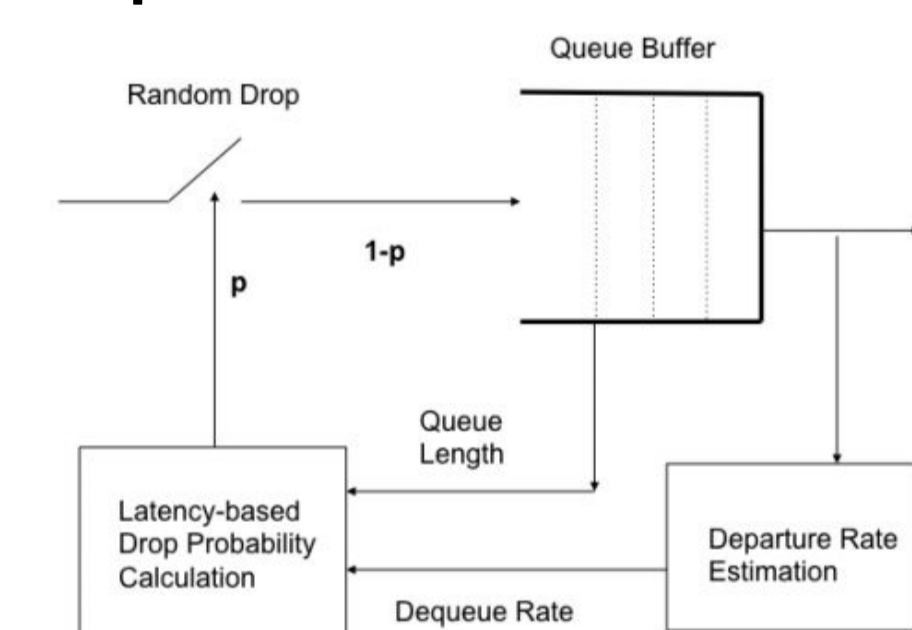 Queue Buffer
Random Drop
1-p
p
Queue
Length
Latency-based
Drop Probability
Calculation
Departure Rate
Estimation
Dequeue Rate